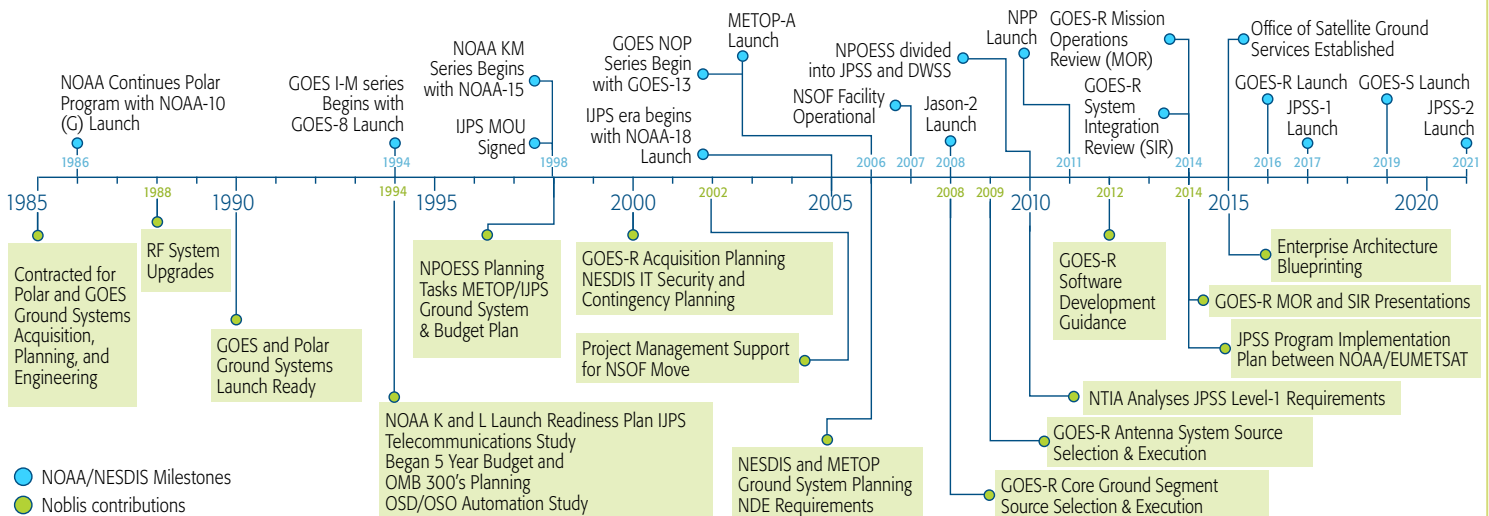 NOAA Continues Polar
Program with NOAA-10
(G) Launch
1986
GOES I-M series
Begins with
GOES-8 Launch
1994
NOAA KM
Series Begins
with NOAA-15
IJPS MOU
Signed
1998
GOES NOP
Series Begin
with GOES-13
METOP-A
Launch
IJPS era begins
with NOAA-18
Launch
2006
NSOF Facility
Operational
2007
NPOESS divided
into JPSS and DWSS
Jason-2
Launch
2008
NPP
Launch
2011
GOES-R Mission
Operations
Review (MOR)
GOES-R
System
Integration
Review (SIR)
2014
Office of Satellite Ground
Services Established
GOES-R Launch
2016
JPSS-1
Launch
2017
GOES-S Launch
2019
JPSS-2
Launch
2021
1985
1988
1990
1994
1995
2000
2002
2005
2008
2009
2010
2012
2014
2015
2020
Contracted for
Polar and GOES
Ground Systems
Acquisition,
Planning, and
Engineering
RF System
Upgrades
GOES and Polar
Ground Systems
Launch Ready
NOAA K and L Launch Readiness Plan IJPS
Telecommunications Study
Began 5 Year Budget and
OMB 300's Planning
OSD/OSO Automation Study
NPOESS Planning
Tasks METOP/IJPS
Ground System
& Budget Plan
GOES-R Acquisition Planning
NESDIS IT Security and
Contingency Planning
Project Management Support
for NSOF Move
NESDIS and METOP
Ground System Planning
NDE Requirements
GOES-R Core Ground Segment
Source Selection & Execution
GOES-R Antenna System Source
Selection & Execution
NTIA Analyses JPSS Level-1 Requirements
GOES-R
Software
Development
Guidance
JPSS Program Implementation
Plan between NOAA/EUMETSAT
GOES-R MOR and SIR Presentations
Enterprise Architecture
Blueprinting
NOAA/NESDIS Milestones
Noblis contributions